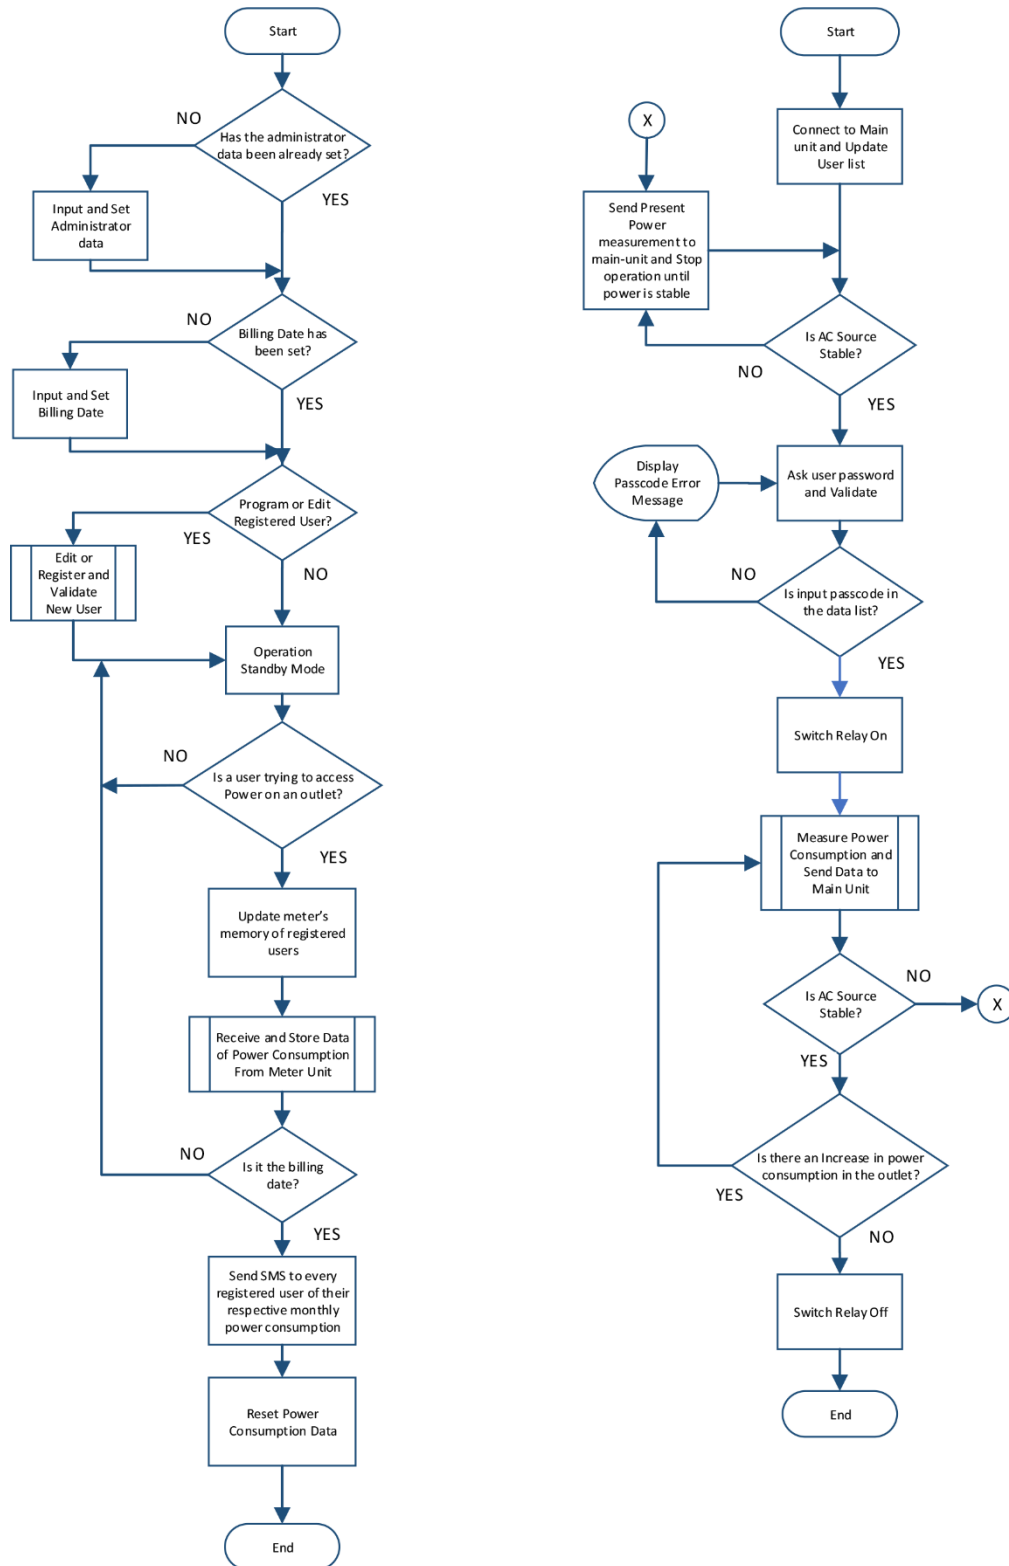 Start
NO
Has the administrator
data been already set?
YES
Input and Set
Administrator
data
NO
Billing Date has
been set?
Input and Set
Billing Date
YES
Program or Edit
Registered User?
YES
Edit or
Register and
Validate
New User
NO
Operation
Standby Mode
NO
Is a user trying to access
Power on an outlet?
YES
Update meter's
memory of registered
users
Receive and Store Data
of Power Consumption
From Meter Unit
NO
Is it the billing
date?
YES
Send SMS to every
registered user of their
respective monthly
power consumption
Reset Power
Consumption Data
End
Start
X
Connect to Main
unit and Update
User list
Send Present
Power
measurement to
main-unit and Stop
operation until
power is stable
Is AC Source
Stable?
NO
YES
Display
Passcode Error
Message
Ask user password
and Validate
NO
Is input passcode in
the data list?
YES
Switch Relay On
Measure Power
Consumption and
Send Data to
Main Unit
NO
Is AC Source
Stable?
X
YES
Is there an Increase in power
consumption in the outlet?
YES
NO
Switch Relay Off
End